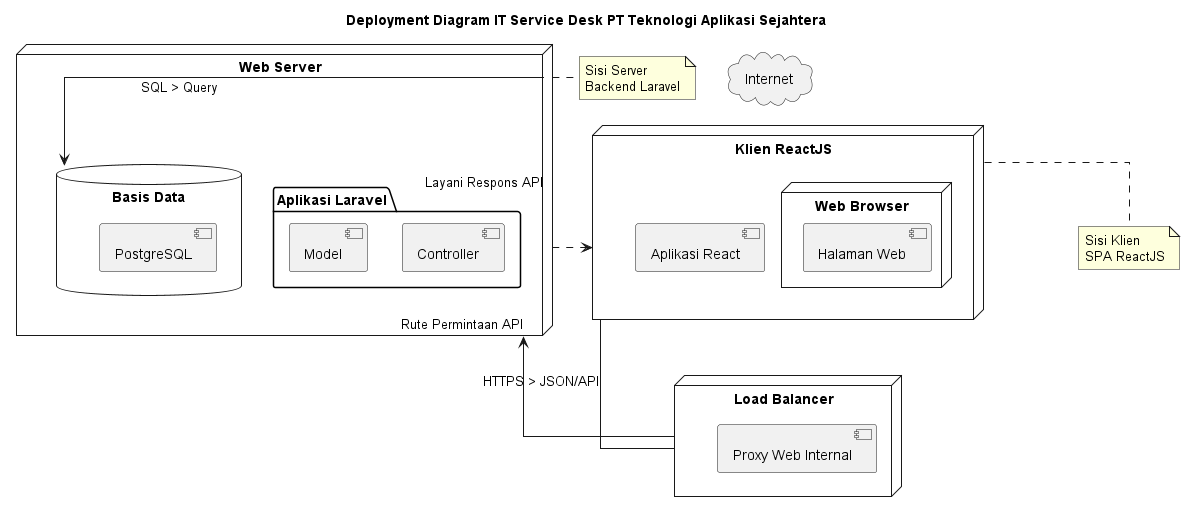 Deployment Diagram IT Service Desk PT Teknologi Aplikasi Sejahtera
Web Server
SQL > Query
Sisi Server
Backend Laravel
Internet
Basis Data
PostgreSQL
Layani Respons API
Aplikasi Laravel
Model
Controller
Rute Permintaan API
Klien ReactJS
Aplikasi React
Web Browser
Halaman Web
Sisi Klien
SPA ReactJS
HTTPS > JSON/API
Load Balancer
Proxy Web Internal